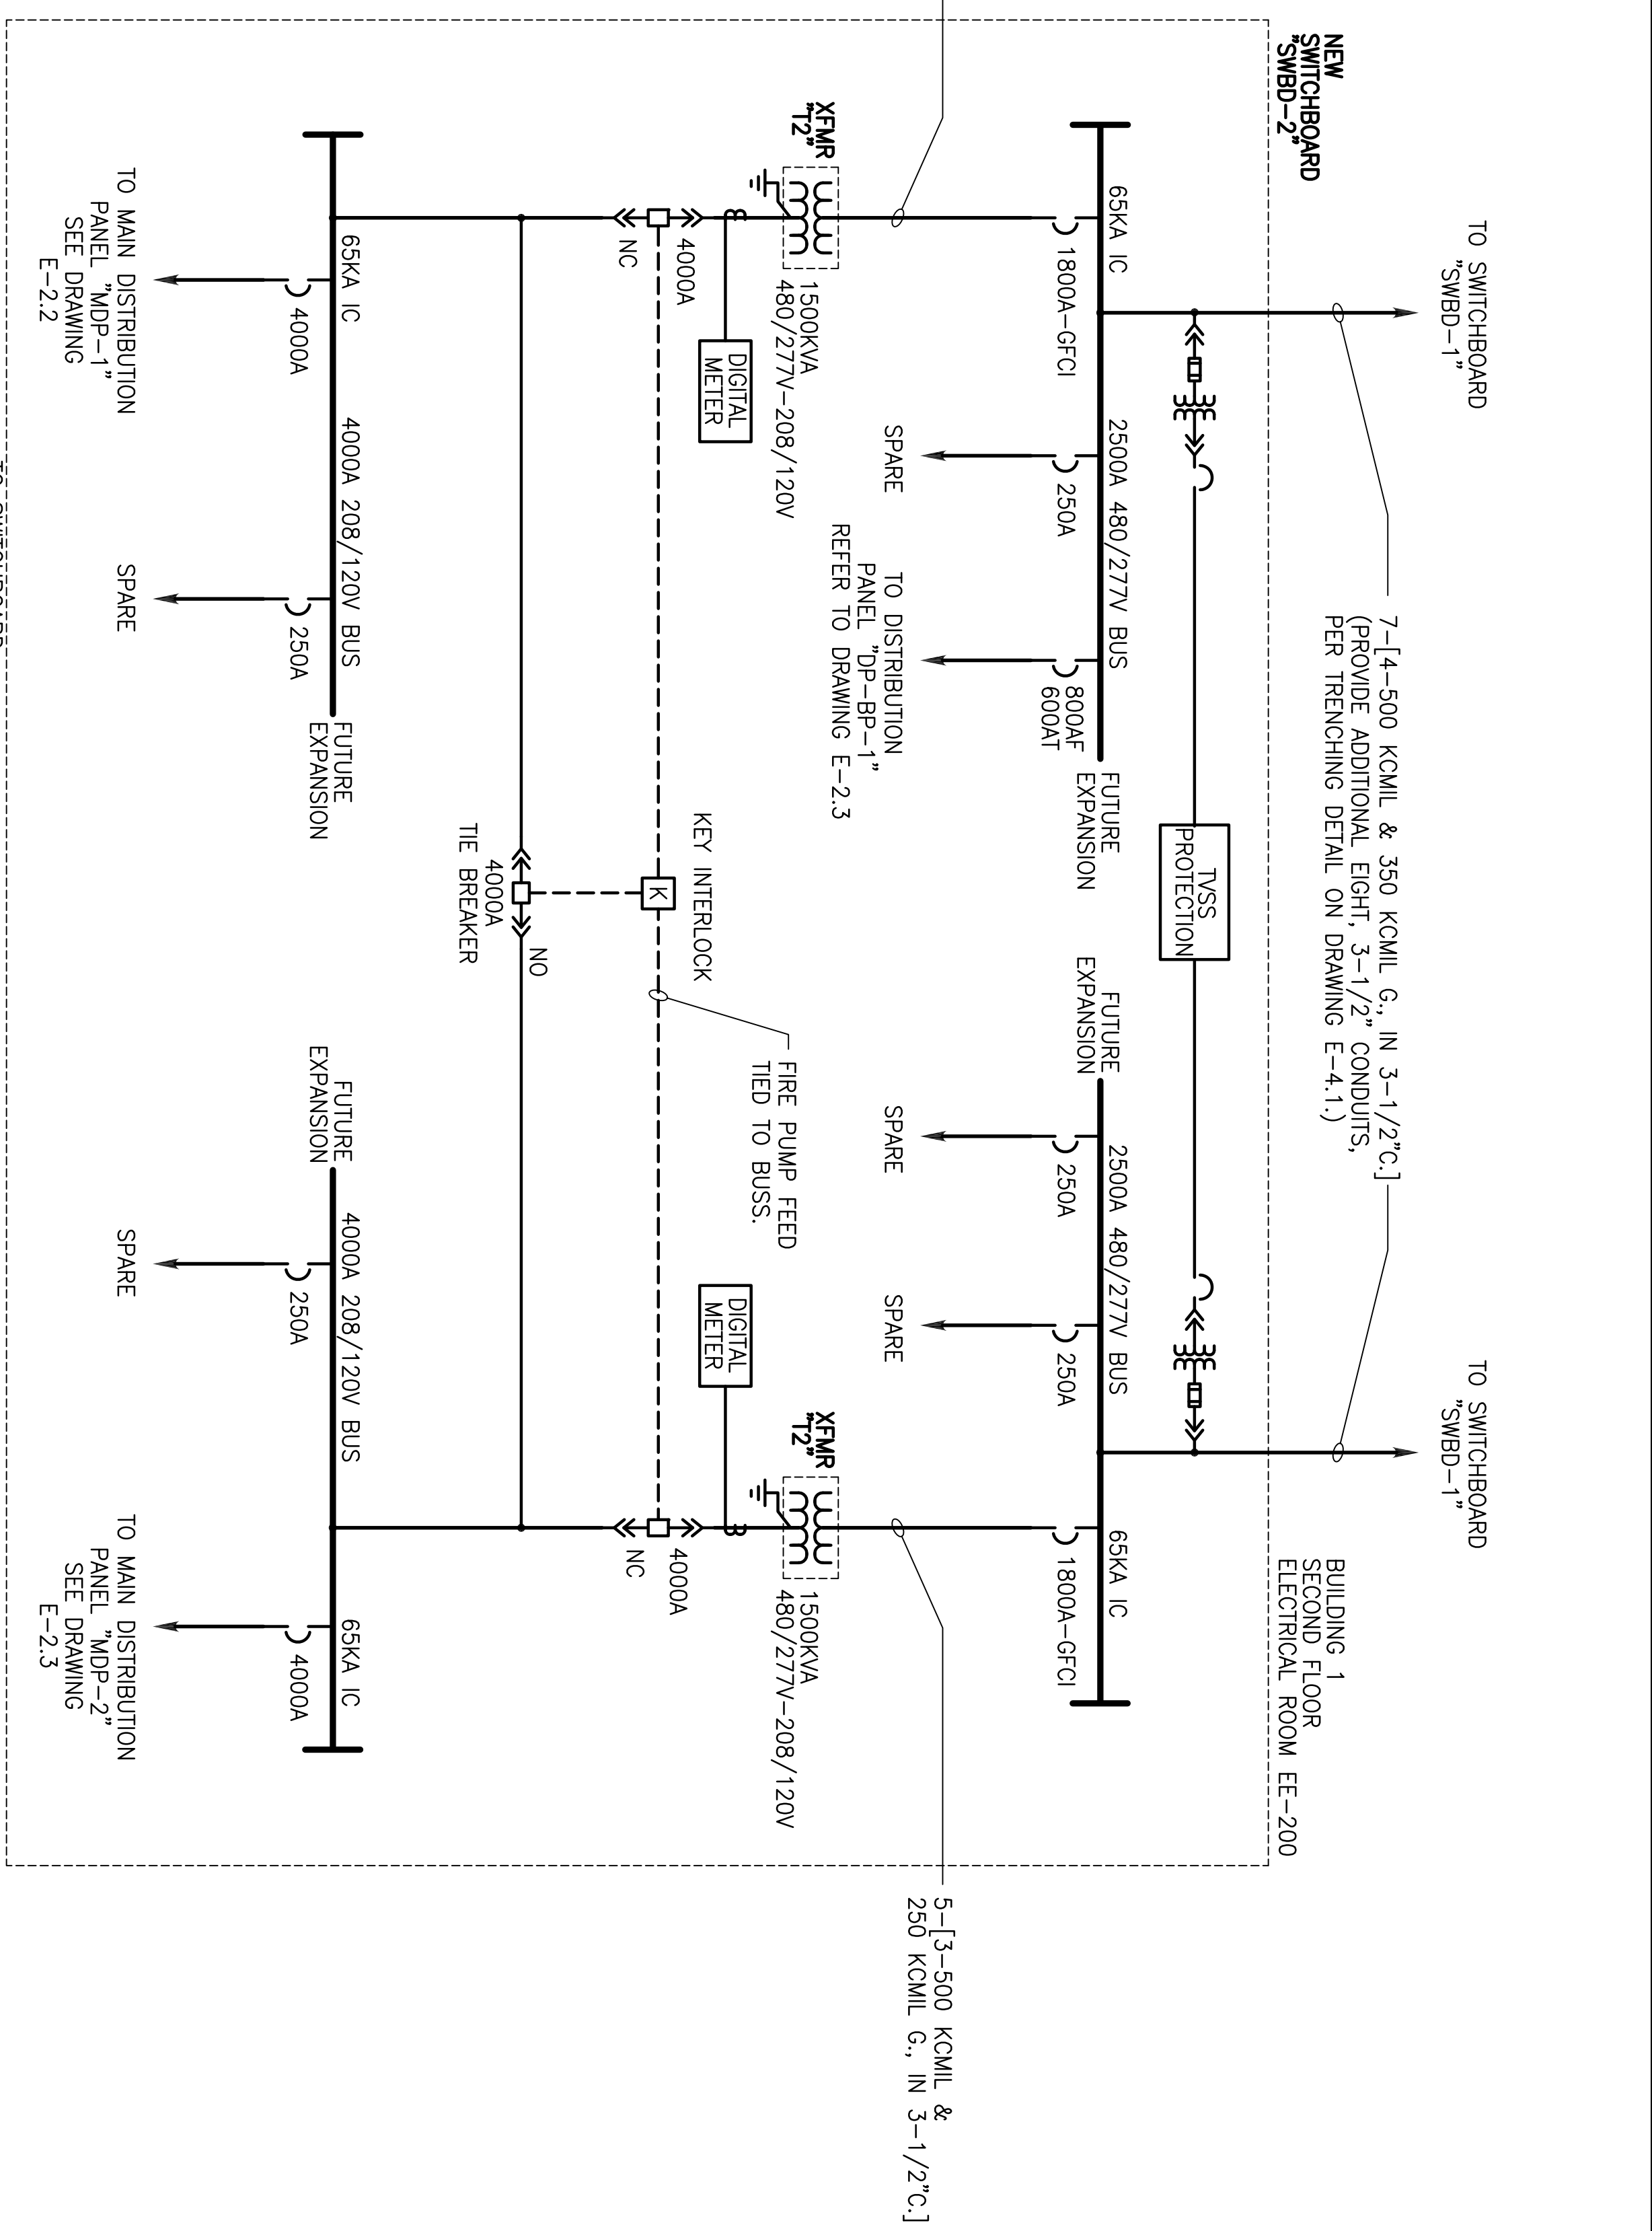 TO SWITCHBOARD
"SWBD-1"
TO SWITCHBOARD
"SWBD-1"
7-[4-500 KCMIL & 350 KCMIL G., IN 3-1/2"C.]
(PROVIDE ADDITIONAL EIGHT, 3-1/2" CONDUITS,
PER TRENCHING DETAIL ON DRAWING E-4.1.)
NEW
SWITCHBOARD
"SWBD-2"
BUILDING 1
SECOND FLOOR
ELECTRICAL ROOM EE-200
TVSS
PROTECTION
65KA IC
2500A 480/277V BUS
FUTURE
EXPANSION
FUTURE
EXPANSION
2500A 480/277V BUS
65KA IC
1800A-GFCI
250A
800AF
600AT
250A
250A
1800A-GFCI
SPARE
TO DISTRIBUTION
PANEL "DP-BP-1"
REFER TO DRAWING E-2.3
SPARE
SPARE
5-[3-500 KCMIL &
250 KCMIL G., IN 3-1/2"C.]
XFMR
"T2"
1500KVA
480/277V-208/120V
XFMR
"T2"
1500KVA
480/277V-208/120V
DIGITAL
METER
DIGITAL
METER
FIRE PUMP FEED
TIED TO BUSS.
KEY INTERLOCK
4000A
NC
K
4000A
NC
NO
4000A
TIE BREAKER
65KA IC
4000A 208/120V BUS
FUTURE
EXPANSION
FUTURE
EXPANSION
4000A 208/120V BUS
65KA IC
4000A
250A
250A
4000A
TO MAIN DISTRIBUTION
PANEL "MDP-1"
SEE DRAWING
E-2.2
SPARE
SPARE
TO MAIN DISTRIBUTION
PANEL "MDP-2"
SEE DRAWING
E-2.3